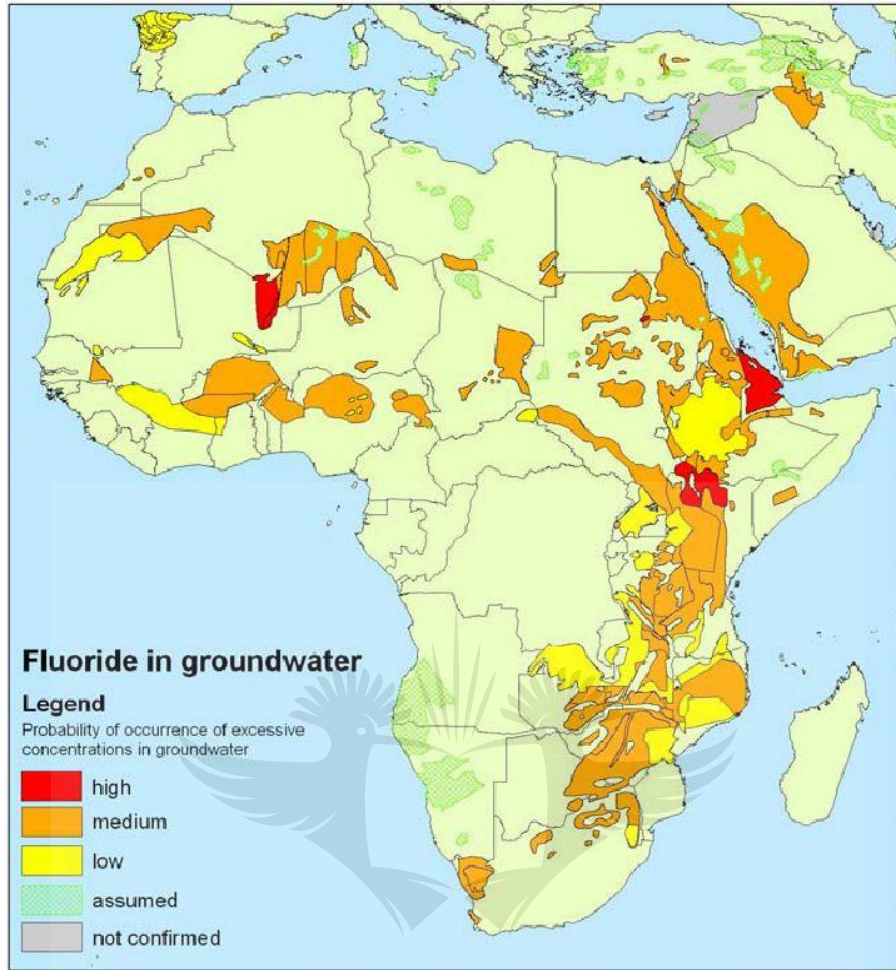 Fluoride in groundwater
Legend
Probability of occurrence of excessive
concentrations in groundwater
high
medium
low
assumed
not confirmed